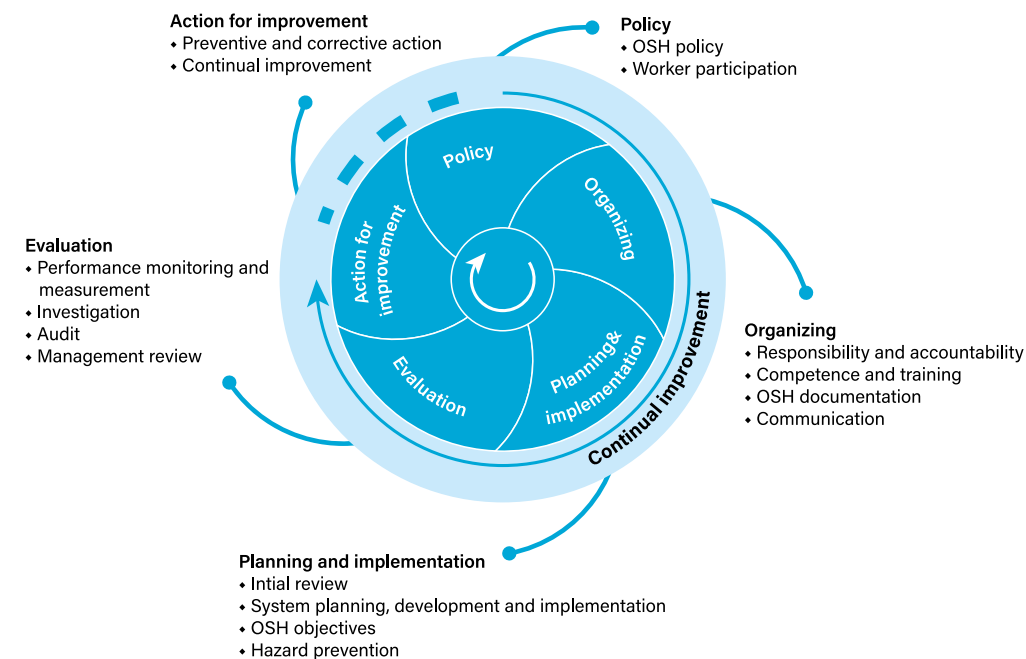 Action for improvement
⬩ Preventive and corrective action
⬩ Continual improvement
Policy
⬩ OSH policy
⬩ Worker participation
Policy
Organizing
Planning&
implementation
Evaluation
Action for
improvement
Continual improvement
Evaluation
⬩ Performance monitoring and
measurement
⬩ Investigation
⬩ Audit
⬩ Management review
Organizing
⬩ Responsibility and accountability
⬩ Competence and training
⬩ OSH documentation
⬩ Communication
Planning and implementation
⬩ Intial review
⬩ System planning, development and implementation
⬩ OSH objectives
⬩ Hazard prevention